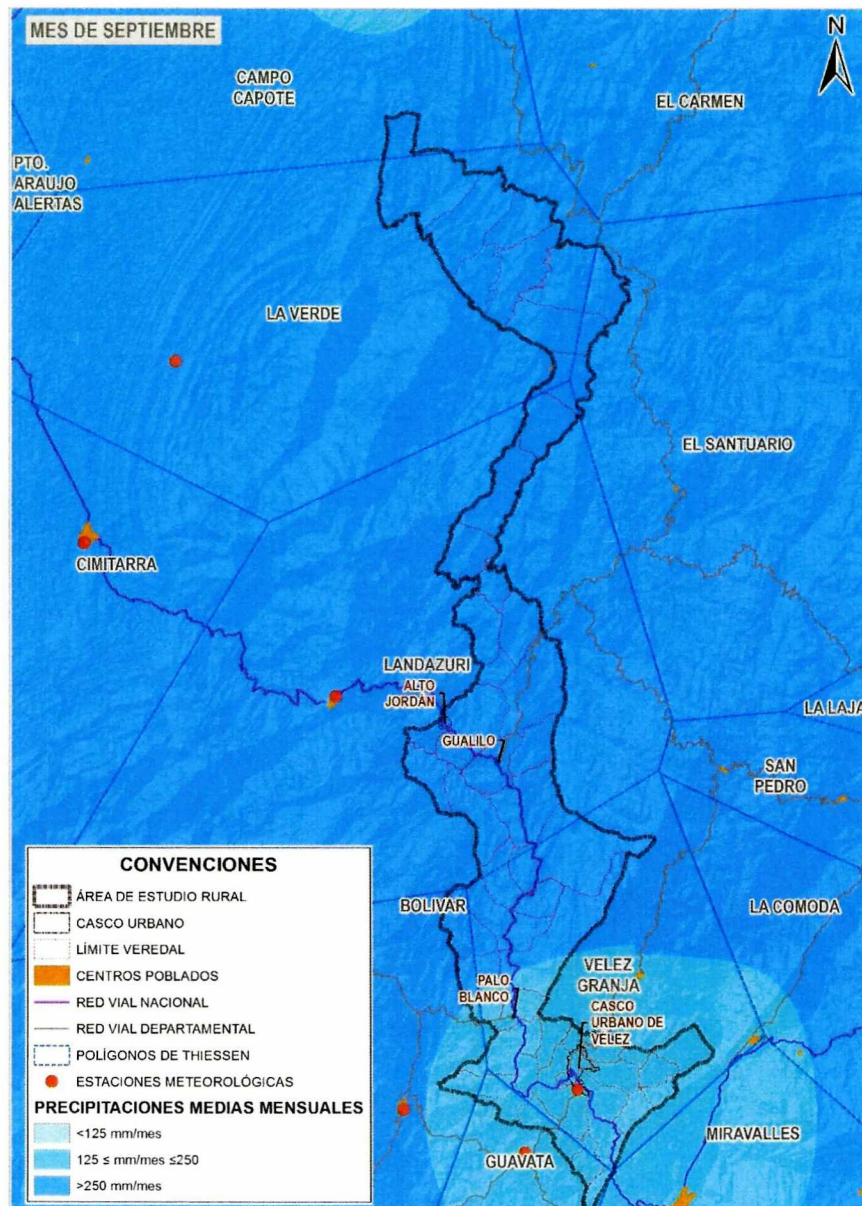 MES DE SEPTIEMBRE
N
CAMPO
CAPOTE
EL CARMEN
PTO.
ARAUJO
ALERTAS
LA VERDE
EL SANTUARIO
CIMITARRA
LANDAZURI
ALTO
JORDÁN
GUALILO
LA LAJA
SAN
PEDRO
BOLIVAR
LA COMODA
VELEZ
GRANJA
PALO
BLANCO
CASCO
URBANO DE
VELEZ
MIRAVALLES
GUAVATA
CONVENCIONES
ÁREA DE ESTUDIO RURAL
CASCO URBANO
LÍMITE VEREDAL
CENTROS POBLADOS
RED VIAL NACIONAL
RED VIAL DEPARTAMENTAL
POLÍGONOS DE THIESSEN
ESTACIONES METEOROLÓGICAS
PRECIPITACIONES MEDIAS MENSUALES
<125 mm/mes
125 ≤ mm/mes ≤250
>250 mm/mes